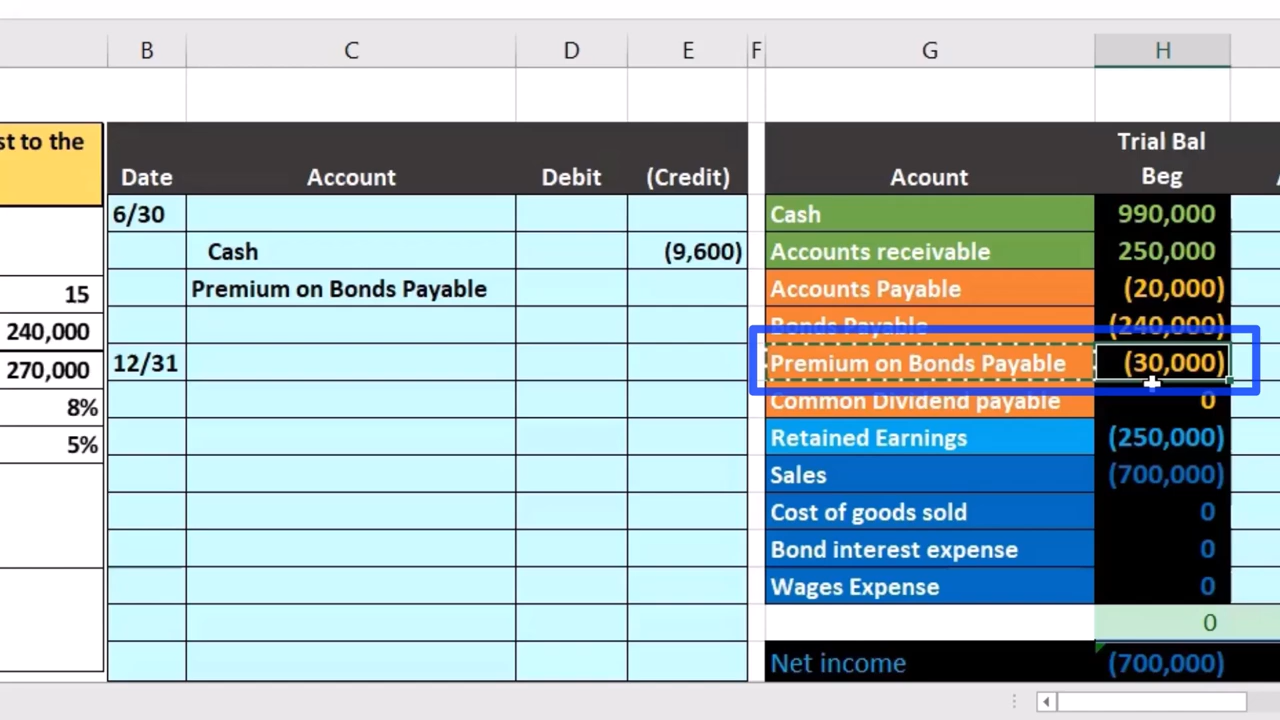 B C D E F G H
st to the
Date Account Debit (Credit)
Acount Trial Bal
Beg
15
240,000
270,000
8%
5%
6/30
Cash (9,600)
Premium on Bonds Payable
12/31
Cash 990,000
Accounts receivable 250,000
Accounts Payable (20,000)
Bonds Payable (240,000)
Premium on Bonds Payable (30,000)
Common Dividend payable 0
Retained Earnings (250,000)
Sales (700,000)
Cost of goods sold 0
Bond interest expense 0
Wages Expense 0
0
Net income (700,000)